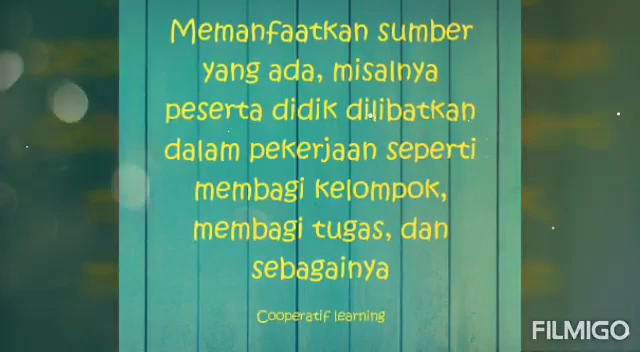 Memanfaatkan sumber
yang ada, misalnya
peserta didik dilibatkan
dalam pekerjaan seperti
membagi kelompok,
membagi tugas, dan
sebagainya
Cooperatif learning
FILMIGO